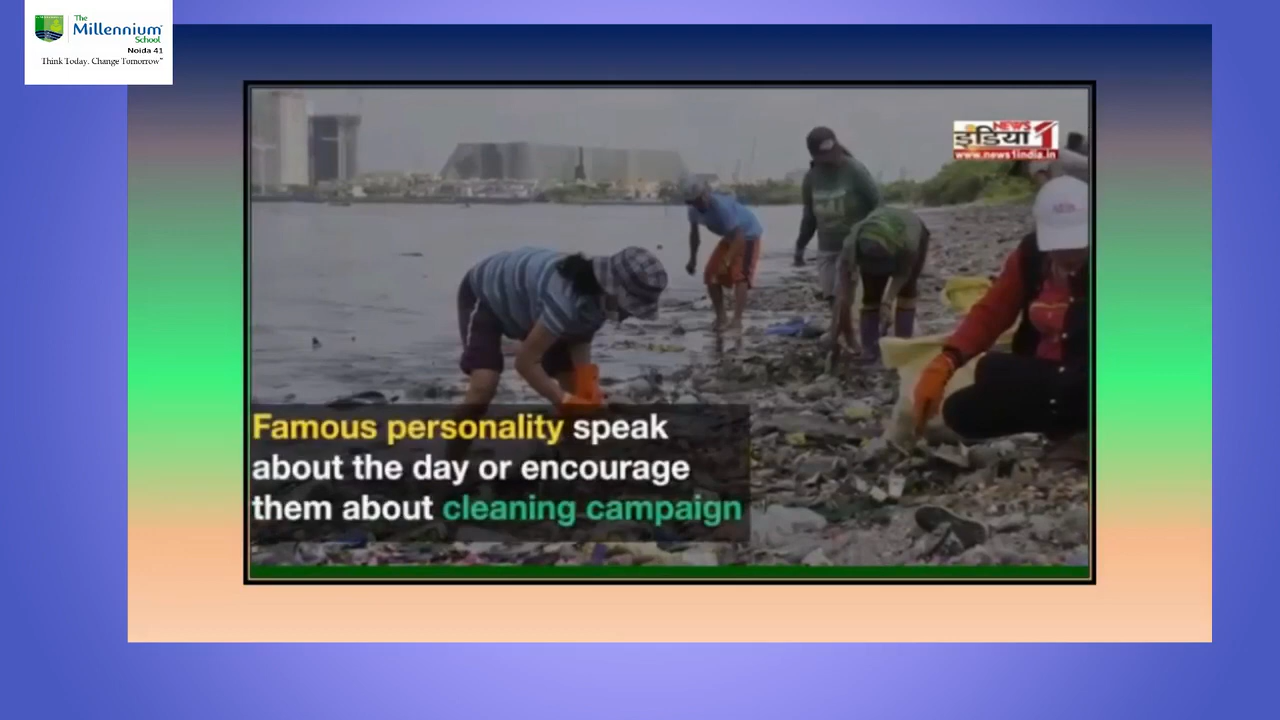 The
Millennium
School
Noida 41
Think Today. Change Tomorrow"
NEWS
इंडिया 1
www.news1india.in
Famous personality speak
about the day or encourage
them about cleaning campaign